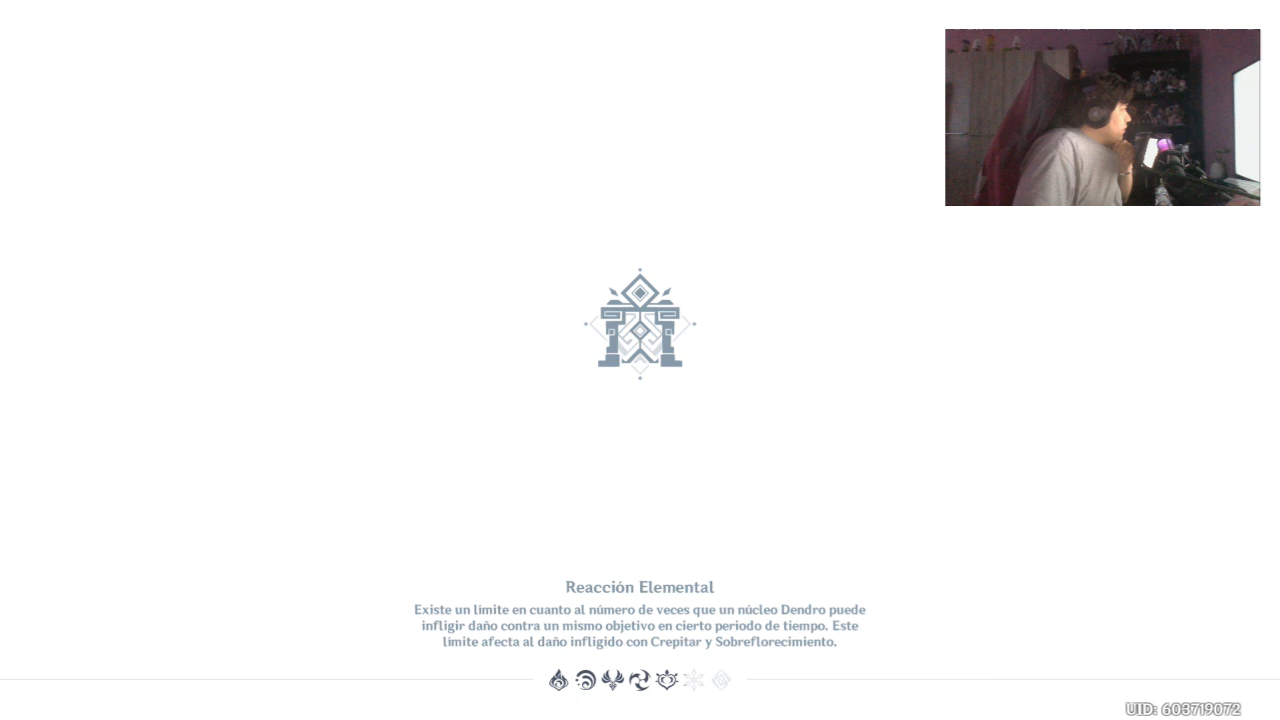 Reacción Elemental
Existe un límite en cuanto al número de veces que un núcleo Dendro puede
infligir daño contra un mismo objetivo en cierto periodo de tiempo. Este
límite afecta al daño infligido con Crepitar y Sobreflorecimiento.
UID: 603719072